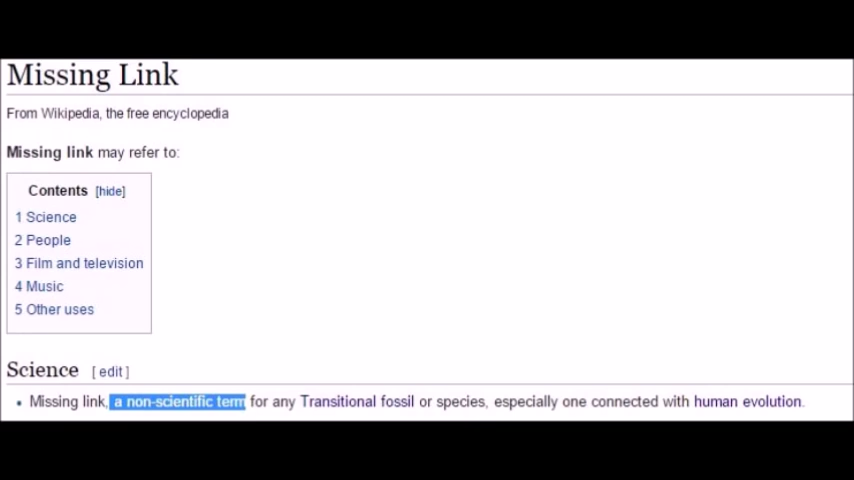 Missing Link
From Wikipedia, the free encyclopedia
Missing link may refer to:
Contents [hide]
1 Science
2 People
3 Film and television
4 Music
5 Other uses
Science [ edit ]
• Missing link, a non-scientific term for any Transitional fossil or species, especially one connected with human evolution.